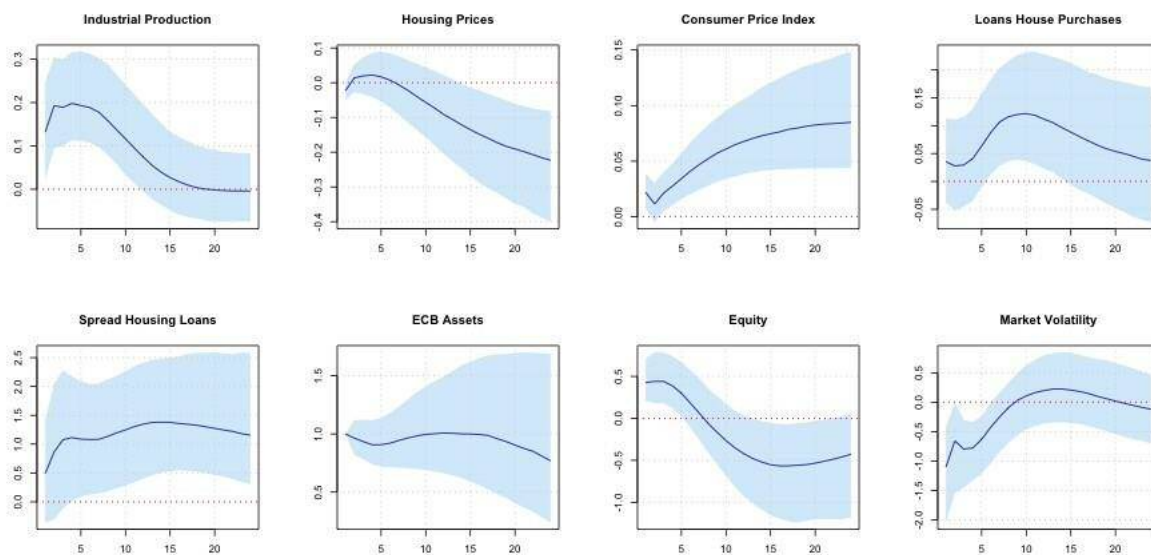 Industrial Production
0.3
0.2
0.1
0.0
5 10 15 20
Housing Prices
0.1
0.0
-0.1
-0.2
-0.3
-0.4
5 10 15 20
Consumer Price Index
0.15
0.10
0.05
0.00
5 10 15 20
Loans House Purchases
0.15
0.05
-0.05
5 10 15 20
Spread Housing Loans
2.5
2.0
1.5
1.0
0.5
0.0
5 10 15 20
ECB Assets
1.5
1.0
0.5
5 10 15 20
Equity
0.5
0.0
-0.5
-1.0
5 10 15 20
Market Volatility
0.5
0.0
-0.5
-1.0
-1.5
-2.0
5 10 15 20